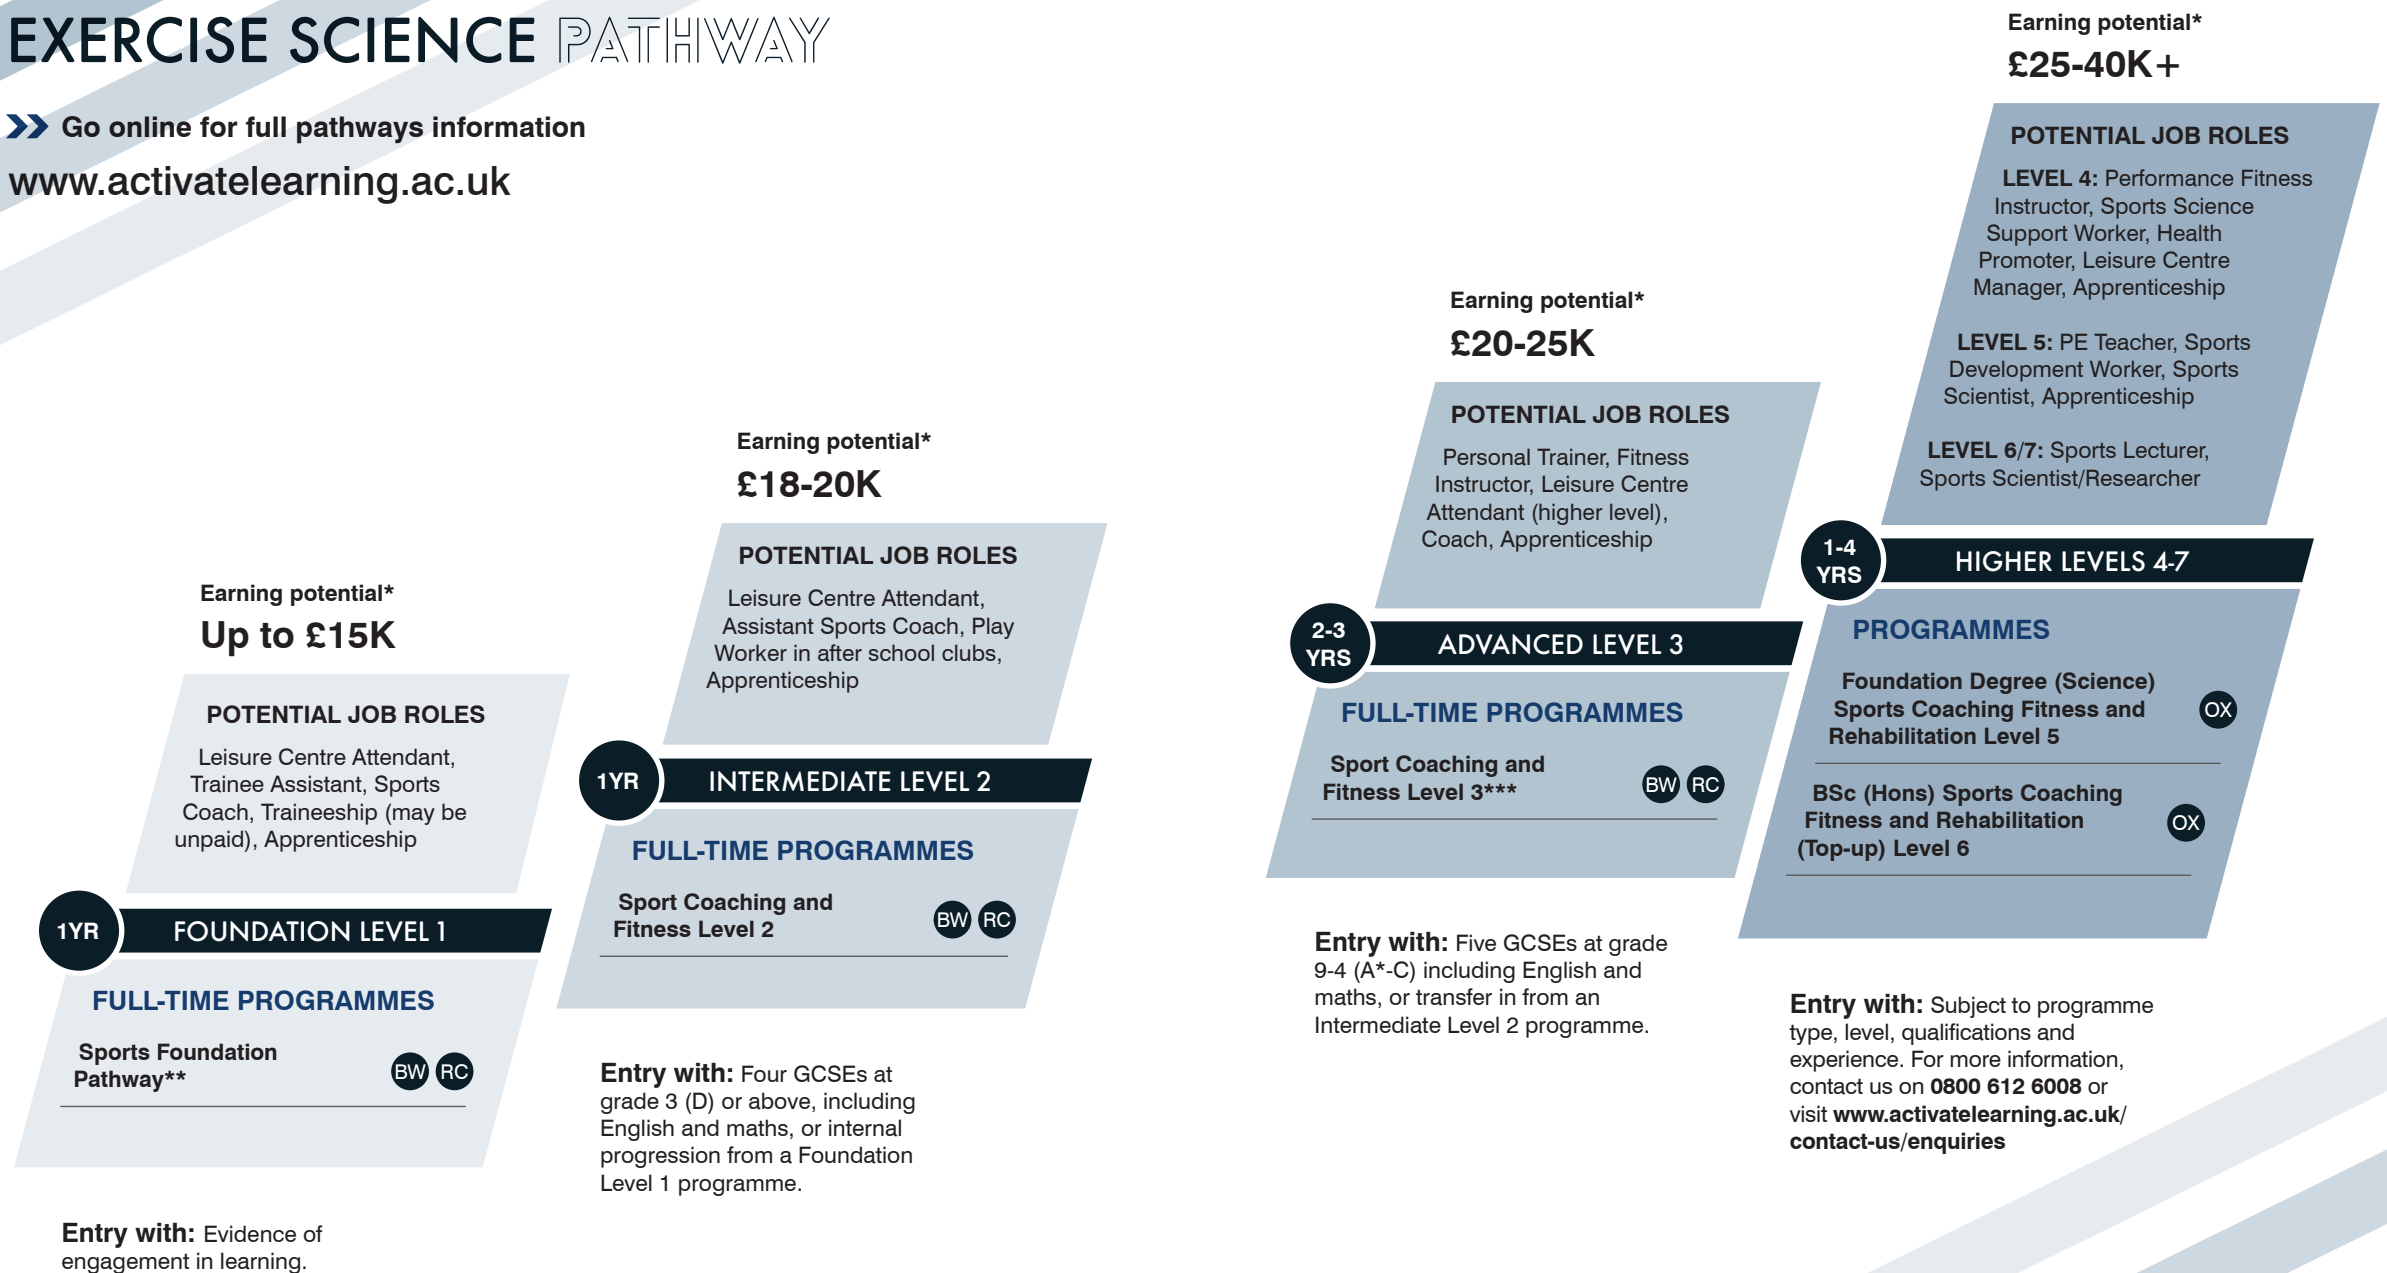 EXERCISE SCIENCE PATHWAY
Go online for full pathways information
www.activatelearning.ac.uk
Earning potential*
Up to £15K
POTENTIAL JOB ROLES
Leisure Centre Attendant,
Trainee Assistant, Sports
Coach, Traineeship (may be
unpaid), Apprenticeship
1YR
FOUNDATION LEVEL 1
FULL-TIME PROGRAMMES
Sports Foundation
Pathway**
BW RC
Entry with: Evidence of
engagement in learning.
Earning potential*
£18-20K
POTENTIAL JOB ROLES
Leisure Centre Attendant,
Assistant Sports Coach, Play
Worker in after school clubs,
Apprenticeship
1YR
INTERMEDIATE LEVEL 2
FULL-TIME PROGRAMMES
Sport Coaching and
Fitness Level 2
BW RC
Entry with: Four GCSEs at
grade 3 (D) or above, including
English and maths, or internal
progression from a Foundation
Level 1 programme.
Earning potential*
£20-25K
POTENTIAL JOB ROLES
Personal Trainer, Fitness
Instructor, Leisure Centre
Attendant (higher level),
Coach, Apprenticeship
2-3
YRS
ADVANCED LEVEL 3
FULL-TIME PROGRAMMES
Sport Coaching and
Fitness Level 3***
BW RC
Entry with: Five GCSEs at grade
9-4 (A*-C) including English and
maths, or transfer in from an
Intermediate Level 2 programme.
Earning potential*
£25-40K+
POTENTIAL JOB ROLES
LEVEL 4: Performance Fitness
Instructor, Sports Science
Support Worker, Health
Promoter, Leisure Centre
Manager, Apprenticeship
LEVEL 5: PE Teacher, Sports
Development Worker, Sports
Scientist, Apprenticeship
LEVEL 6/7: Sports Lecturer,
Sports Scientist/Researcher
1-4
YRS
HIGHER LEVELS 4-7
PROGRAMMES
Foundation Degree (Science)
Sports Coaching Fitness and
Rehabilitation Level 5
OX
BSc (Hons) Sports Coaching
Fitness and Rehabilitation
(Top-up) Level 6
OX
Entry with: Subject to programme
type, level, qualifications and
experience. For more information,
contact us on 0800 612 6008 or
visit www.activatelearning.ac.uk/
contact-us/enquiries